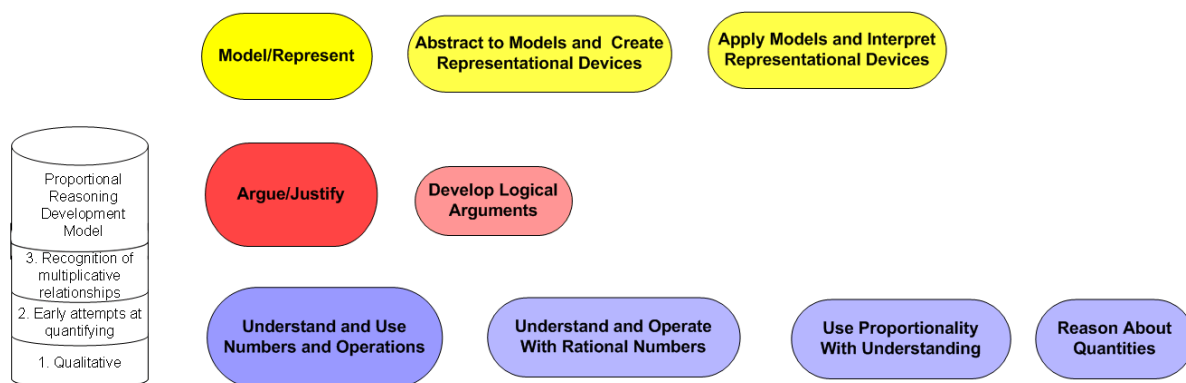 Model/Represent
Abstract to Models and Create
Representational Devices
Apply Models and Interpret
Representational Devices
Proportional
Reasoning
Development
Model
3. Recognition of
multiplicative
relationships
2. Early attempts at
quantifying
1. Qualitative
Argue/Justify
Develop Logical
Arguments
Understand and Use
Numbers and Operations
Understand and Operate
With Rational Numbers
Use Proportionality
With Understanding
Reason About
Quantities